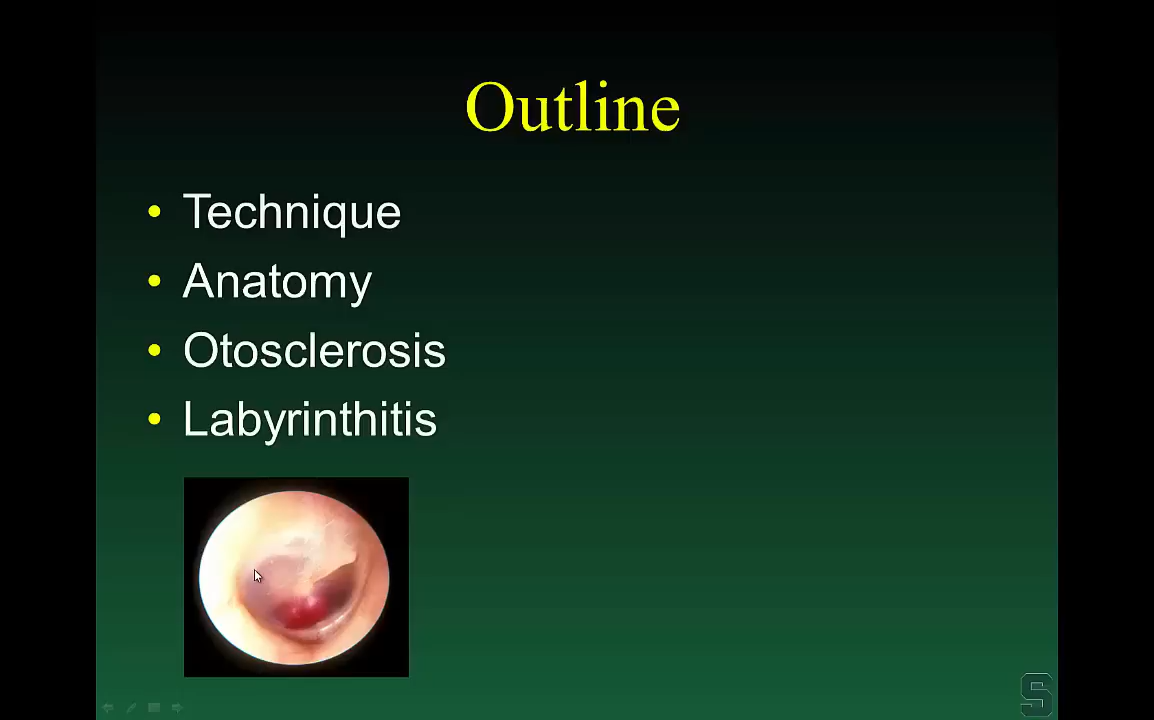 Outline
• Technique
• Anatomy
• Otosclerosis
• Labyrinthitis
S